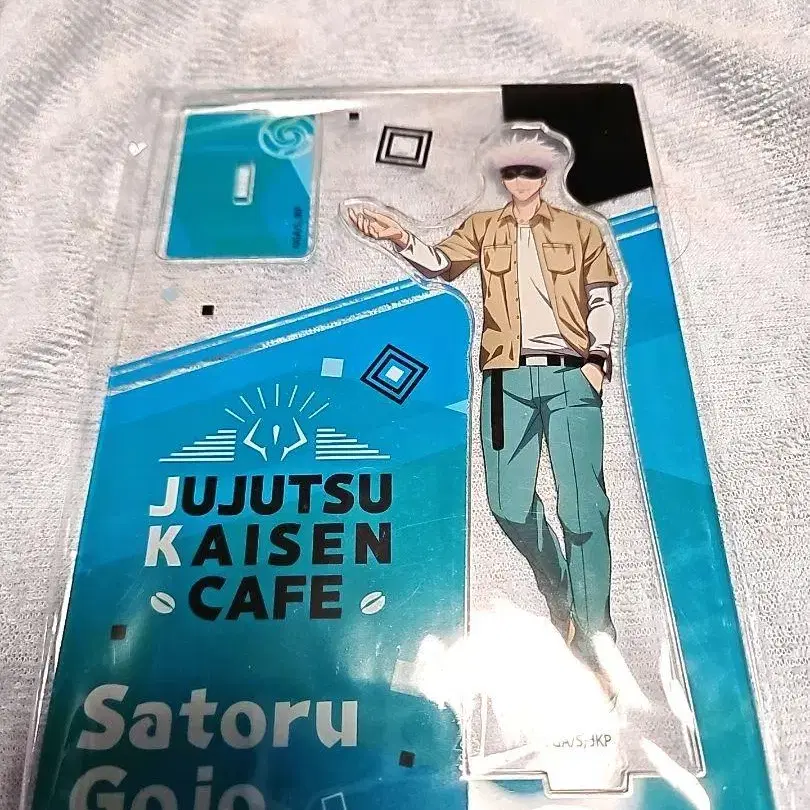 JUJUTSU
KAISEN
CAFE
Satoru
Gojo